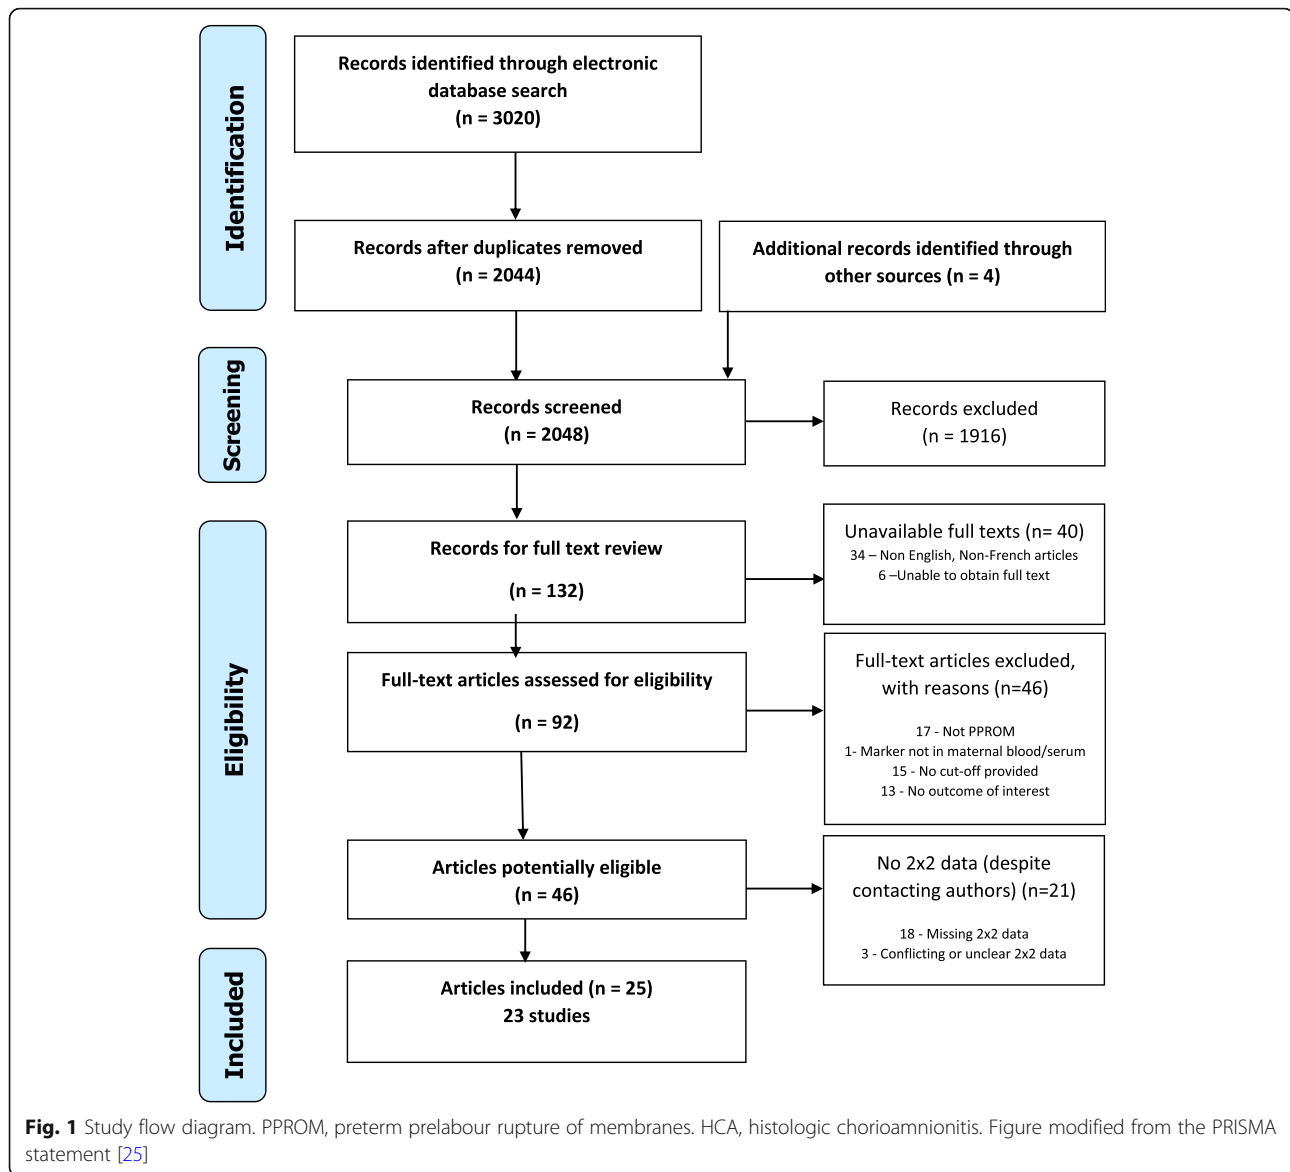 Identification
Records identified through electronic
database search
(n = 3020)
Records after duplicates removed
(n = 2044)
Additional records identified through
other sources (n = 4)
Screening
Records screened
(n = 2048)
Records excluded
(n = 1916)
Eligibility
Records for full text review
(n = 132)
Unavailable full texts (n= 40)
34 – Non English, Non-French articles
6 –Unable to obtain full text
Full-text articles assessed for eligibility
(n = 92)
Full-text articles excluded,
with reasons (n=46)
17 - Not PPROM
1- Marker not in maternal blood/serum
15 - No cut-off provided
13 - No outcome of interest
Articles potentially eligible
(n = 46)
No 2x2 data (despite
contacting authors) (n=21)
18 - Missing 2x2 data
3 - Conflicting or unclear 2x2 data
Included
Articles included (n = 25)
23 studies
Fig. 1 Study flow diagram. PPROM, preterm prelabour rupture of membranes. HCA, histologic chorioamnionitis. Figure modified from the PRISMA
statement [25]